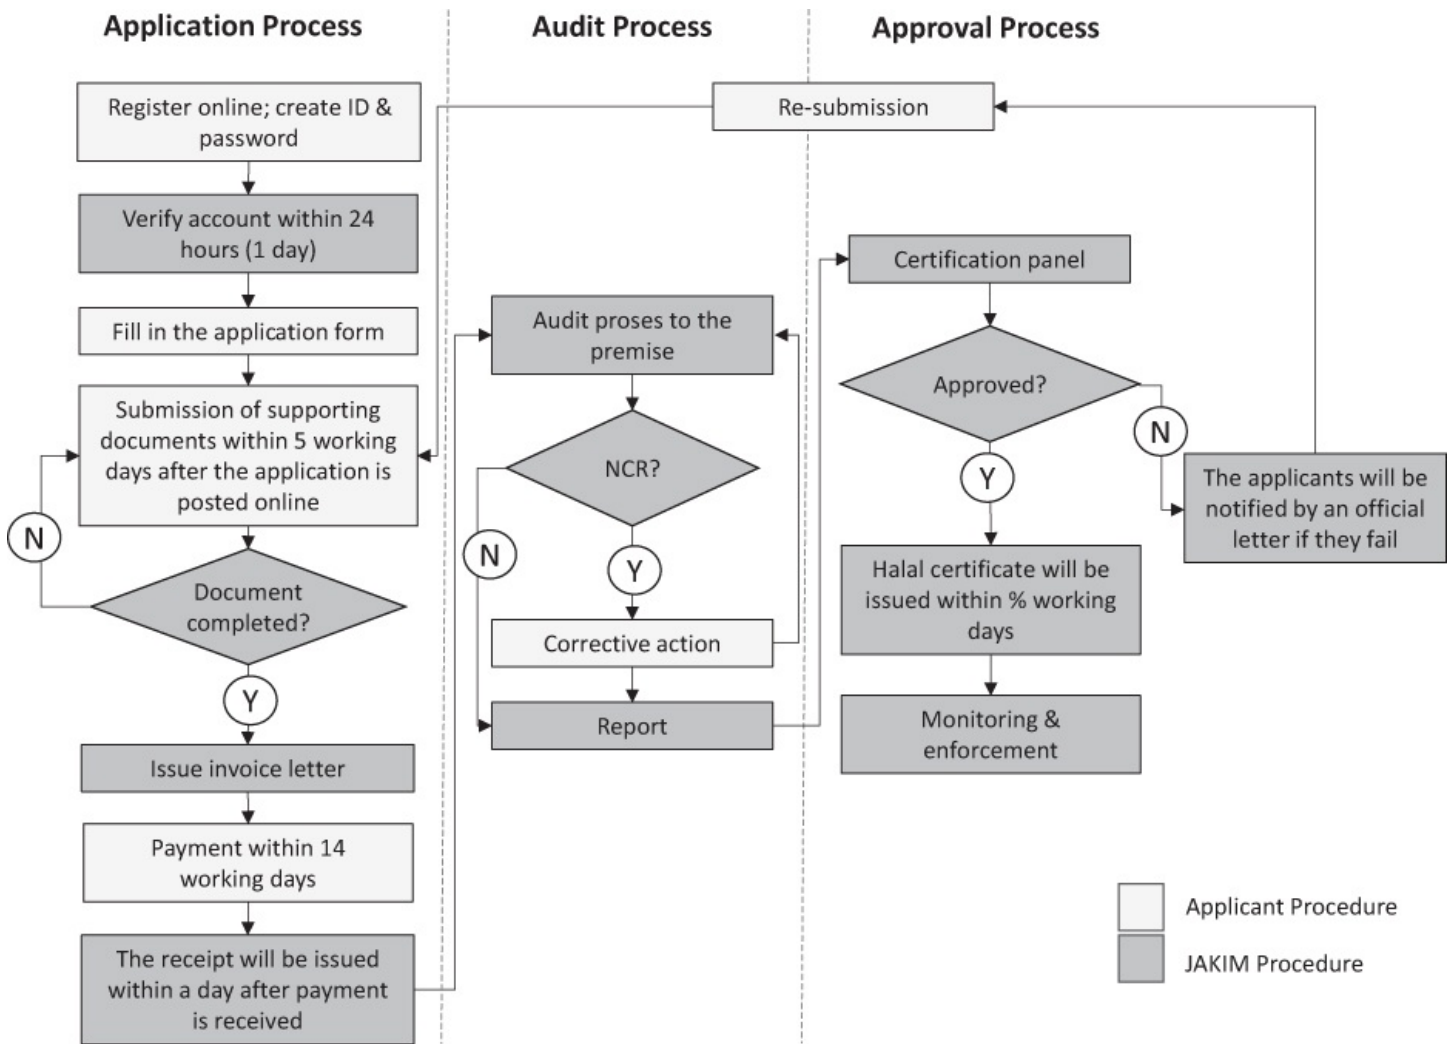 Application Process
Register online; create ID &
password
Verify account within 24
hours (1 day)
Fill in the application form
Submission of supporting
documents within 5 working
days after the application is
posted online
N
Document
completed?
Y
Issue invoice letter
Payment within 14
working days
The receipt will be issued
within a day after payment
is received
Audit Process
Audit proses to the
premise
NCR?
N
Y
Corrective action
Report
Approval Process
Re-submission
Certification panel
Approved?
N
Y
The applicants will be
notified by an official
letter if they fail
Halal certificate will be
issued within % working
days
Monitoring &
enforcement
Applicant Procedure
JAKIM Procedure